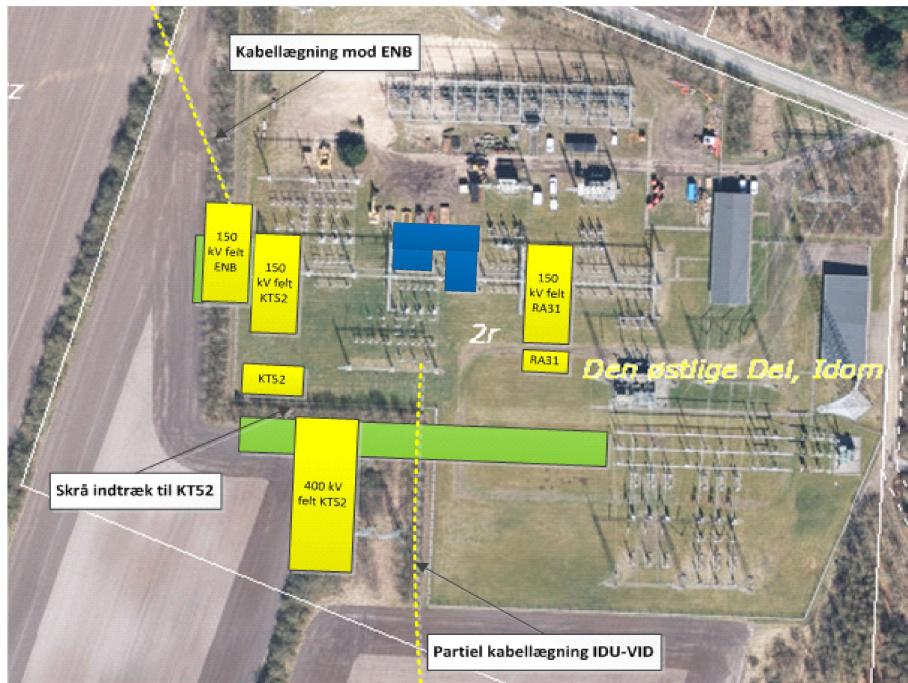 Kabellægning mod ENB
z
150
kV felt
ENB
150
kV felt
KT52
150
kV felt
RA31
2r
RA31
Den østlige Del, Idom
KT52
Skrå indtræk til KT52
400 kV
felt KT52
Partiel kabellægning IDU-VID